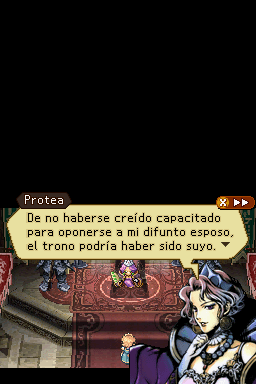 Protea
De no haberse creído capacitado
para oponerse a mi difunto esposo,
el trono podría haber sido suyo.